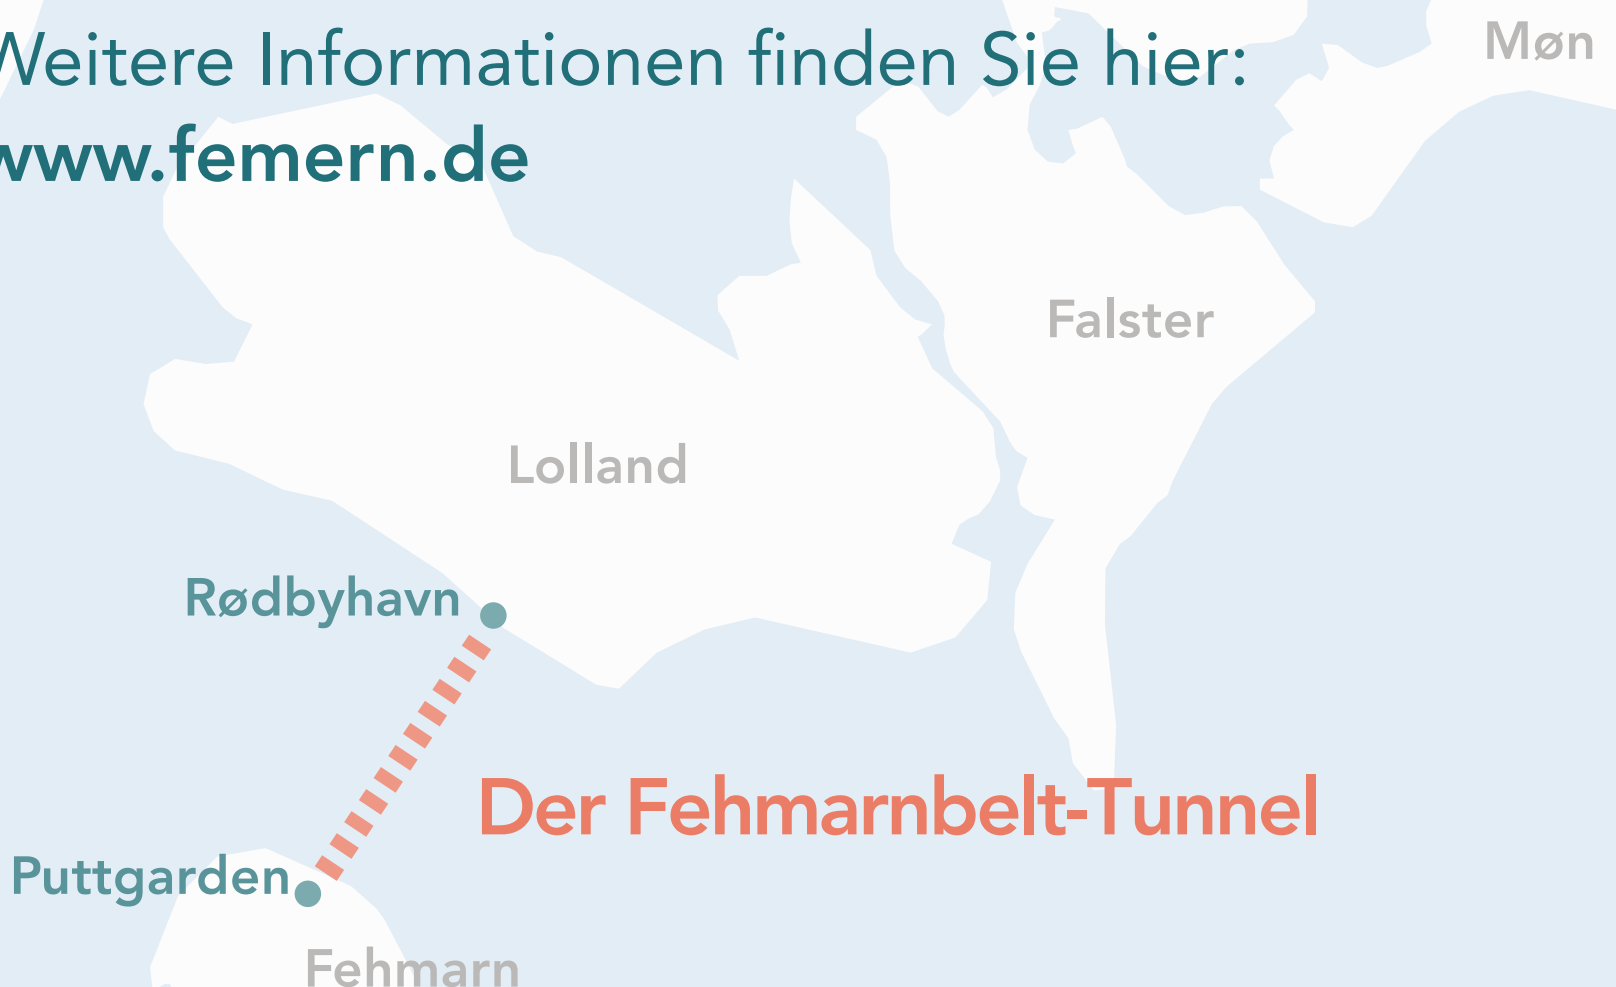 Weitere Informationen finden Sie hier:
www.femern.de
Møn
Falster
Lolland
Rødbyhavn
Der Fehmarnbelt-Tunnel
Puttgarden
Fehmarn